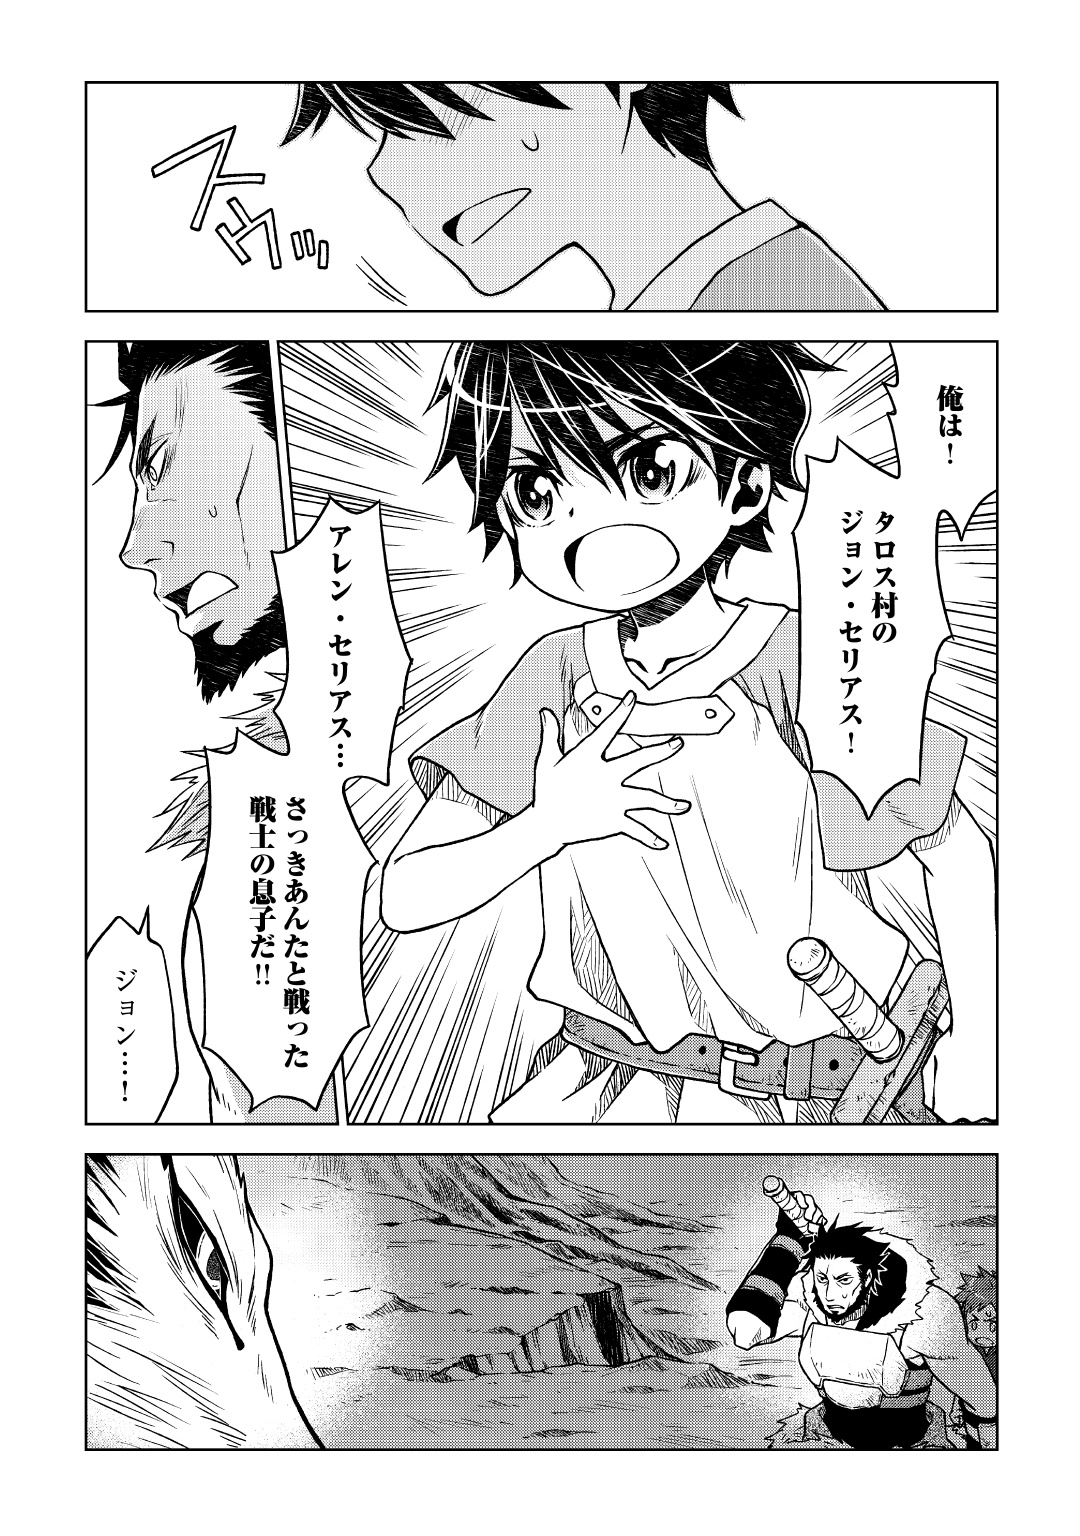 スウッ
俺は！
タロス村の
ジョン・セリアス！
アレン・セリアス…
さっきあんたと戦った
戦士の息子だ!!
ジョン…！